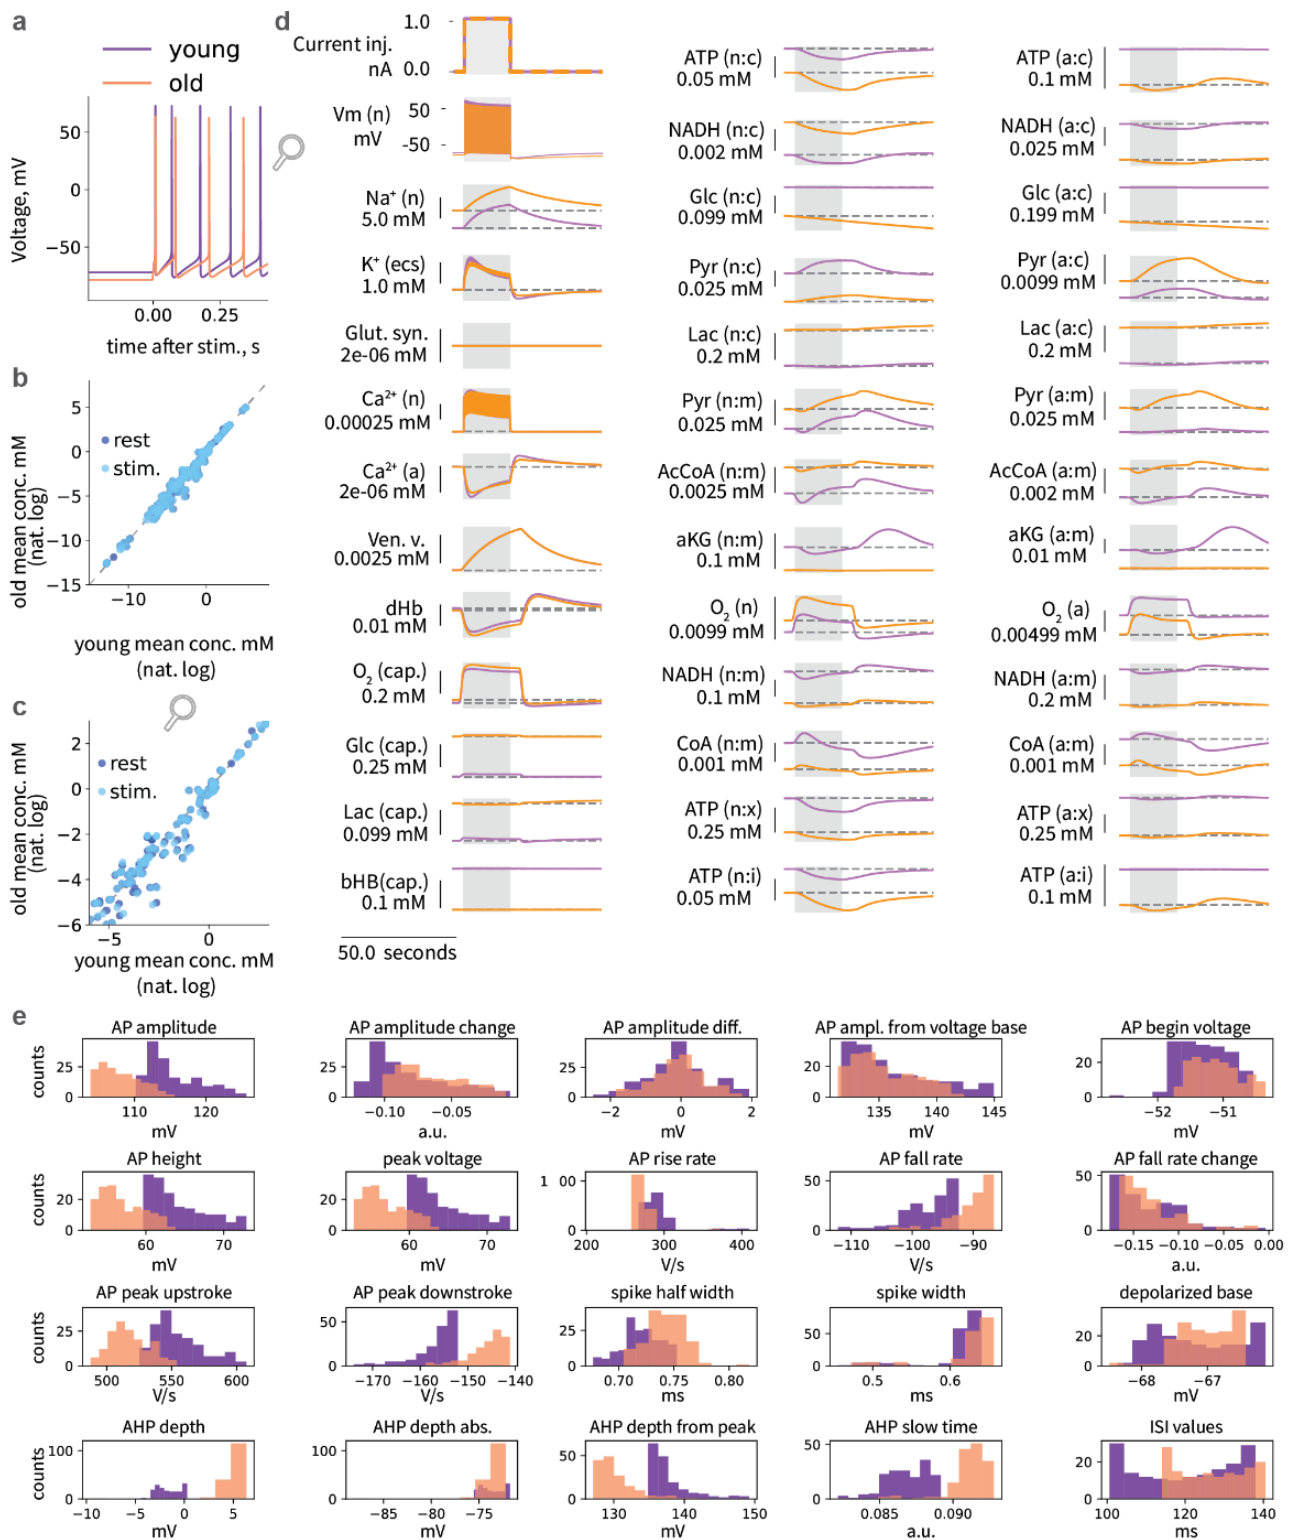 a
young
old
50
0
−50
Voltage, mV
0.00 0.25
time after stim., s
b
5
0
−5
−10
−15
rest
stim.
old mean conc. mM
(nat. log)
−10 0
young mean conc. mM
(nat. log)
c
2
0
−2
−4
−6
rest
stim.
old mean conc. mM
(nat. log)
−5 0
young mean conc. mM
(nat. log)
d
Current inj.
nA
1.0
0.0
Vm (n)
mV
50
-50
Na⁺ (n)
5.0 mM
K⁺ (ecs)
1.0 mM
Glut. syn.
2e-06 mM
Ca²⁺ (n)
0.00025 mM
Ca²⁺ (a)
2e-06 mM
Ven. v.
0.0025 mM
dHb
0.01 mM
O₂ (cap.)
0.2 mM
Glc (cap.)
0.25 mM
Lac (cap.)
0.099 mM
bHB(cap.)
0.1 mM
50.0 seconds
ATP (n:c)
0.05 mM
NADH (n:c)
0.002 mM
Glc (n:c)
0.099 mM
Pyr (n:c)
0.025 mM
Lac (n:c)
0.2 mM
Pyr (n:m)
0.025 mM
AcCoA (n:m)
0.0025 mM
aKG (n:m)
0.1 mM
O₂ (n)
0.0099 mM
NADH (n:m)
0.1 mM
CoA (n:m)
0.001 mM
ATP (n:x)
0.25 mM
ATP (n:i)
0.05 mM
ATP (a:c)
0.1 mM
NADH (a:c)
0.025 mM
Glc (a:c)
0.199 mM
Pyr (a:c)
0.0099 mM
Lac (a:c)
0.2 mM
Pyr (a:m)
0.025 mM
AcCoA (a:m)
0.002 mM
aKG (a:m)
0.01 mM
O₂ (a)
0.00499 mM
NADH (a:m)
0.2 mM
CoA (a:m)
0.001 mM
ATP (a:x)
0.25 mM
ATP (a:i)
0.1 mM
e
AP amplitude
counts
25
0
110 120
mV
AP amplitude change
25
0
−0.10 −0.05
a.u.
AP amplitude diff.
25
0
−2 0 2
mV
AP ampl. from voltage base
20
0
135 140 145
mV
AP begin voltage
20
0
−52 −51
mV
AP height
counts
20
0
60 70
mV
peak voltage
20
0
60 70
mV
AP rise rate
1 00
0
200 300 400
V/s
AP fall rate
50
0
−110 −100 −90
V/s
AP fall rate change
50
0
−0.15 −0.10 −0.05 0.00
a.u.
AP peak upstroke
counts
25
0
500 550 600
V/s
AP peak downstroke
25
0
−170 −160 −150 −140
V/s
spike half width
25
0
0.70 0.75 0.80
ms
spike width
50
0
0.5 0.6
ms
depolarized base
20
0
−68 −67
mV
AHP depth
counts
100
0
−10 −5 0 5
mV
AHP depth abs.
100
0
−85 −80 −75
mV
AHP depth from peak
50
0
130 140 150
mV
AHP slow time
50
0
0.085 0.090
a.u.
ISI values
20
0
100 120 140
ms